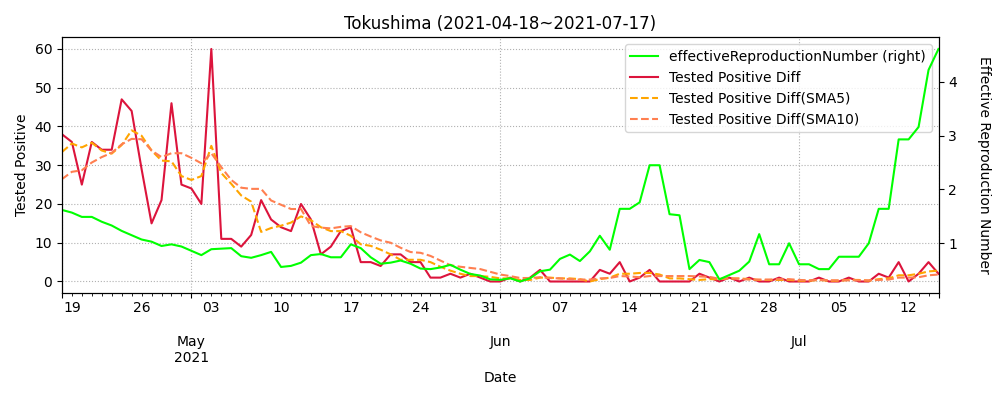 Tokushima (2021-04-18~2021-07-17)
effectiveReproductionNumber (right)
Tested Positive Diff
Tested Positive Diff(SMA5)
Tested Positive Diff(SMA10)
Tested Positive
60
50
40
30
20
10
0
Effective Reproduction Number
4
3
2
1
19 26 03 10 17 24 31 07 14 21 28 05 12
May Jun Jul
2021
Date